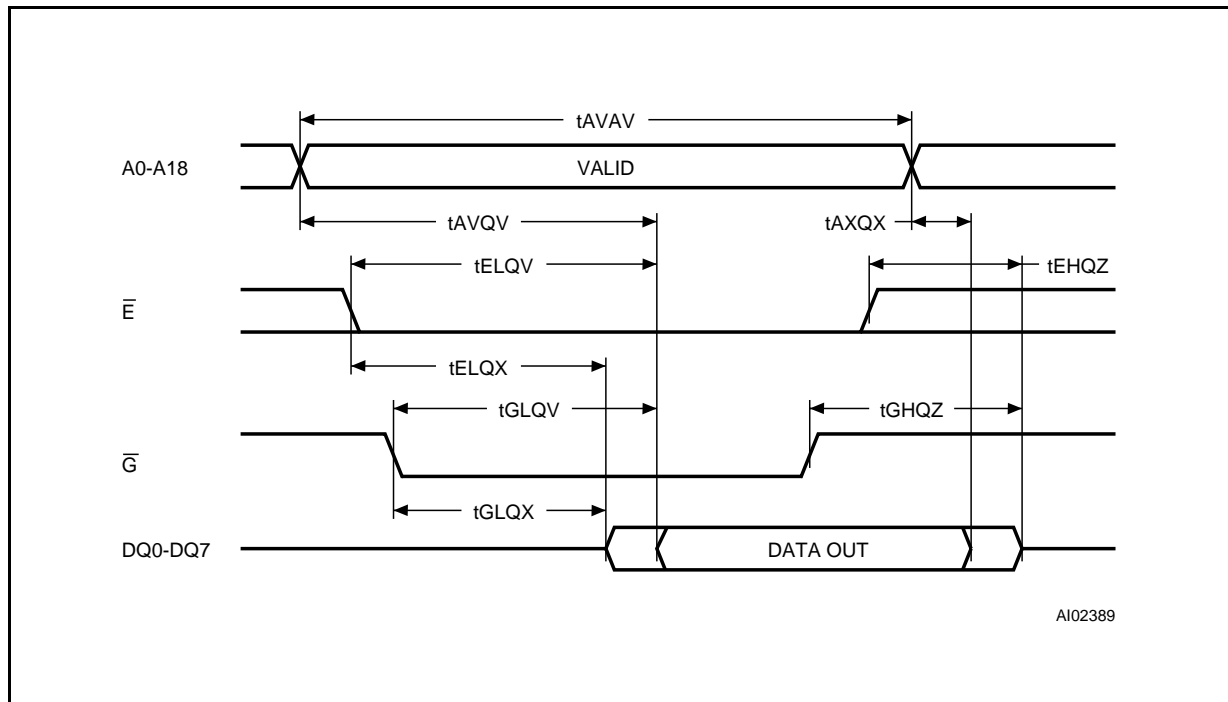 tAVAV
A0-A18
VALID
tAVQV
tAXQX
tELQV
tEHQZ
E̅
tELQX
tGLQV
tGHQZ
G̅
tGLQX
DQ0-DQ7
DATA OUT
AI02389